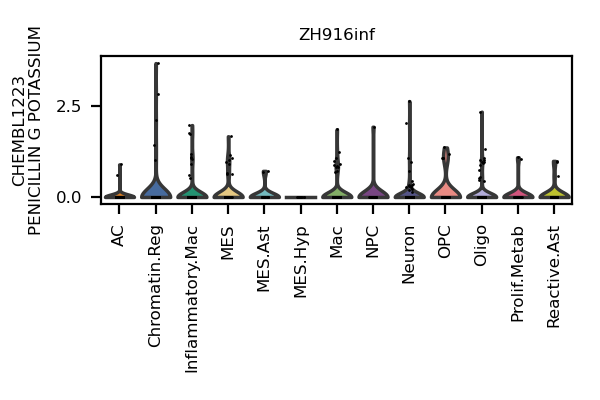 ZH916inf
CHEMBL1223
PENICILLIN G POTASSIUM
2.5
0.0
AC
Chromatin.Reg
Inflammatory.Mac
MES
MES.Ast
MES.Hyp
Mac
NPC
Neuron
OPC
Oligo
Prolif.Metab
Reactive.Ast